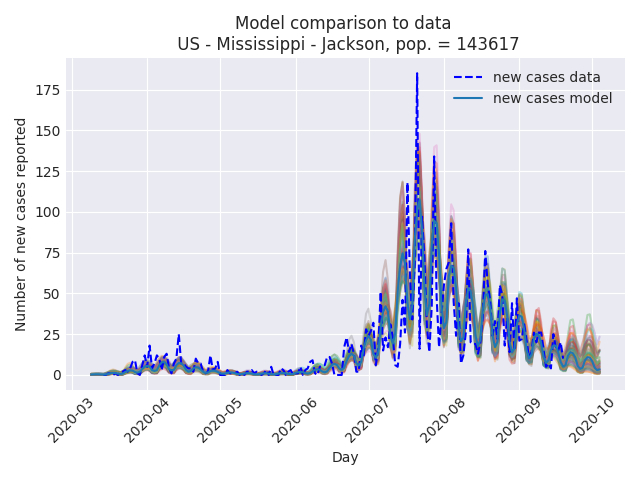 Model comparison to data
US - Mississippi - Jackson, pop. = 143617
new cases data
new cases model
Number of new cases reported
175
150
125
100
75
50
25
0
2020-03
2020-04
2020-05
2020-06
2020-07
2020-08
2020-09
2020-10
Day